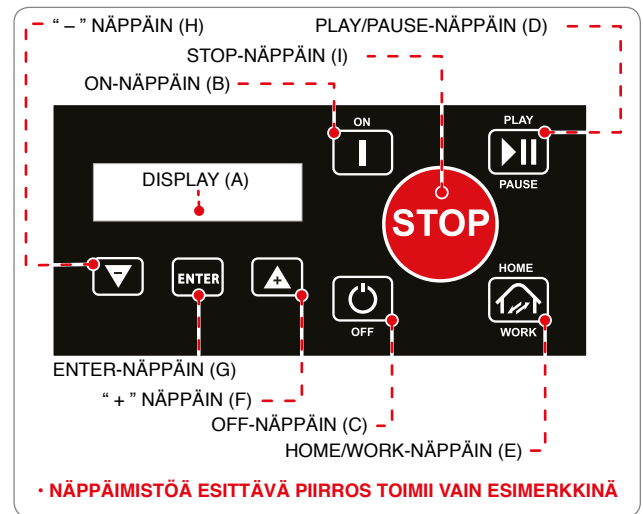 “ – ” NÄPPÄIN (H)
PLAY/PAUSE-NÄPPÄIN (D)
STOP-NÄPPÄIN (I)
ON-NÄPPÄIN (B)
ON
PLAY
PAUSE
DISPLAY (A)
STOP
–
ENTER
+
HOME
OFF
WORK
ENTER-NÄPPÄIN (G)
“ + ” NÄPPÄIN (F)
OFF-NÄPPÄIN (C)
HOME/WORK-NÄPPÄIN (E)
• NÄPPÄIMISTÖÄ ESITTÄVÄ PIIRROS TOIMII VAIN ESIMERKKINÄ